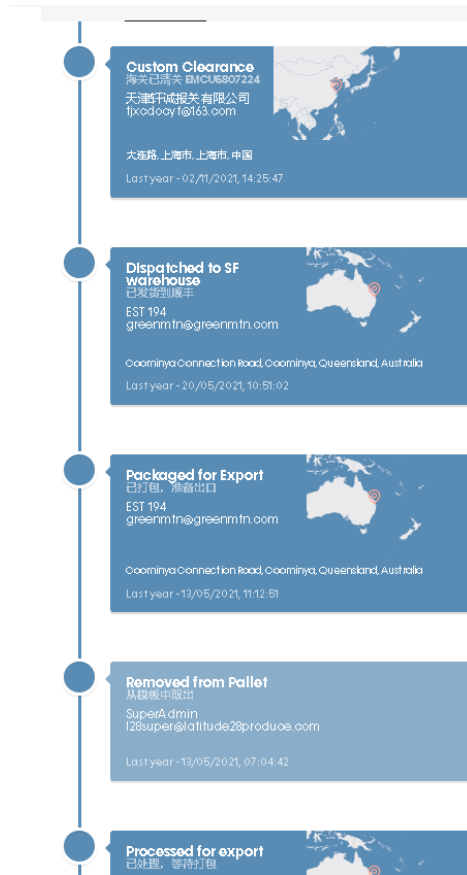 Custom Clearance
海关已清关 EMCU6807224
天津轩诚报关有限公司
tjxcdocyf@163.com
大连路, 上海市, 上海市, 中国
Last year - 02/11/2021, 14:25:47
Dispatched to SF
warehouse
已发货到顺丰
EST 194
greenmtn@greenmtn.com
Coominya Connection Road, Coominya, Queensland, Australia
Last year - 20/05/2021, 10:51:02
Packaged for Export
已打包，准备出口
EST 194
greenmtn@greenmtn.com
Coominya Connection Road, Coominya, Queensland, Australia
Last year - 13/05/2021, 11:12:51
Removed from Pallet
从模板中取出
SuperAdmin
l28super@latitude28produce.com
Last year - 13/05/2021, 07:04:42
Processed for export
已处理，等待打包